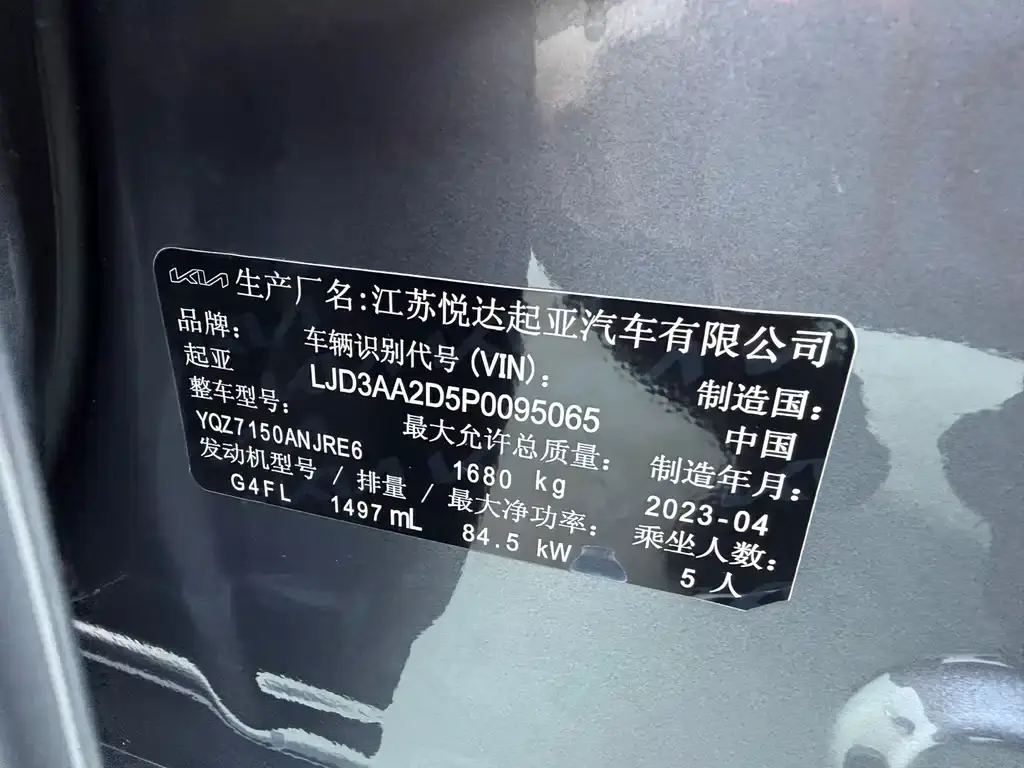 KIA 生产厂名:江苏悦达起亚汽车有限公司
品牌: 车辆识别代号(VIN): 制造国:
起亚 LJD3AA2D5P0095065 中国
整车型号: 最大允许总质量: 制造年月:
YQZ7150ANJRE6 1680 kg 2023-04
发动机型号 / 排量 / 最大净功率: 乘坐人数:
G4FL 1497 mL 84.5 kW 5 人